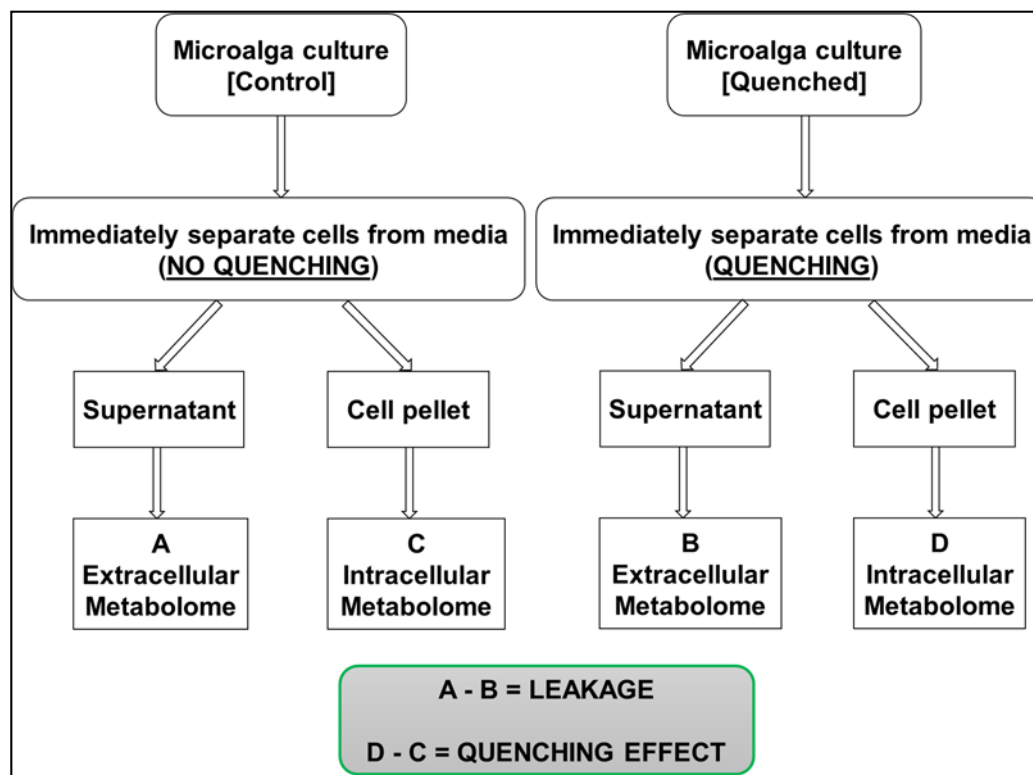 Microalga culture
[Control]
Microalga culture
[Quenched]
Immediately separate cells from media
(NO QUENCHING)
Immediately separate cells from media
(QUENCHING)
Supernatant
Cell pellet
Supernatant
Cell pellet
A
Extracellular
Metabolome
C
Intracellular
Metabolome
B
Extracellular
Metabolome
D
Intracellular
Metabolome
A - B = LEAKAGE
D - C = QUENCHING EFFECT